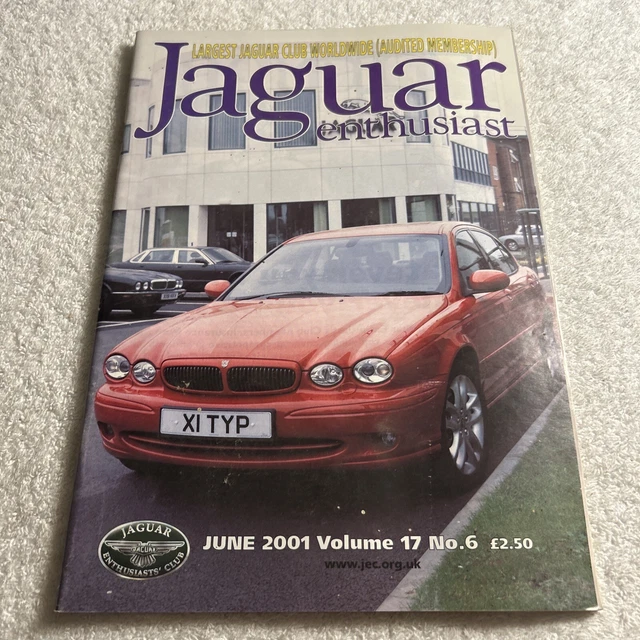 LARGEST JAGUAR CLUB WORLDWIDE (AUDITED MEMBERSHIP)
Jaguar
enthusiast
X1 TYP
JAGUAR
JAGUAR
ENTHUSIASTS' CLUB
JUNE 2001 Volume 17 No.6 £2.50
www.jec.org.uk